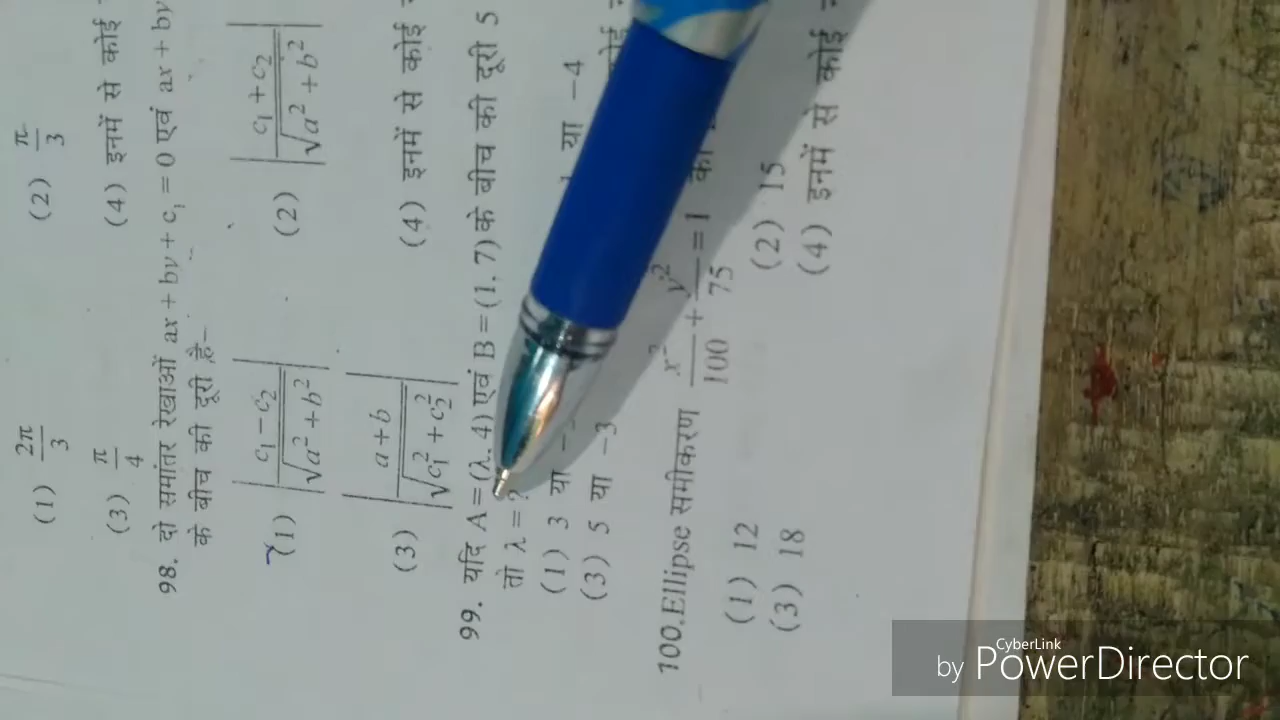 (1) 2π/3 (2) π/3
(3) π/4 (4) इनमें से कोई
98. दो समांतर रेखाओं ax + by + c₁ = 0 एवं ax + by
के बीच की दूरी है–
(1) |c₁ − c₂ / √a² + b²| (2) |c₁ + c₂ / √a² + b²|
(3) |a + b / √c₁² + c₂²| (4) इनमें से कोई
99. यदि A = (λ, 4) एवं B = (1, 7) के बीच की दूरी 5
तो λ = ?
(1) 3 या या −4
(3) 5 या −3 कोई
100. Ellipse समीकरण x²/100 + y²/75 = 1 का
(1) 12 (2) 15
(3) 18 (4) इनमें से कोई
by CyberLink PowerDirector